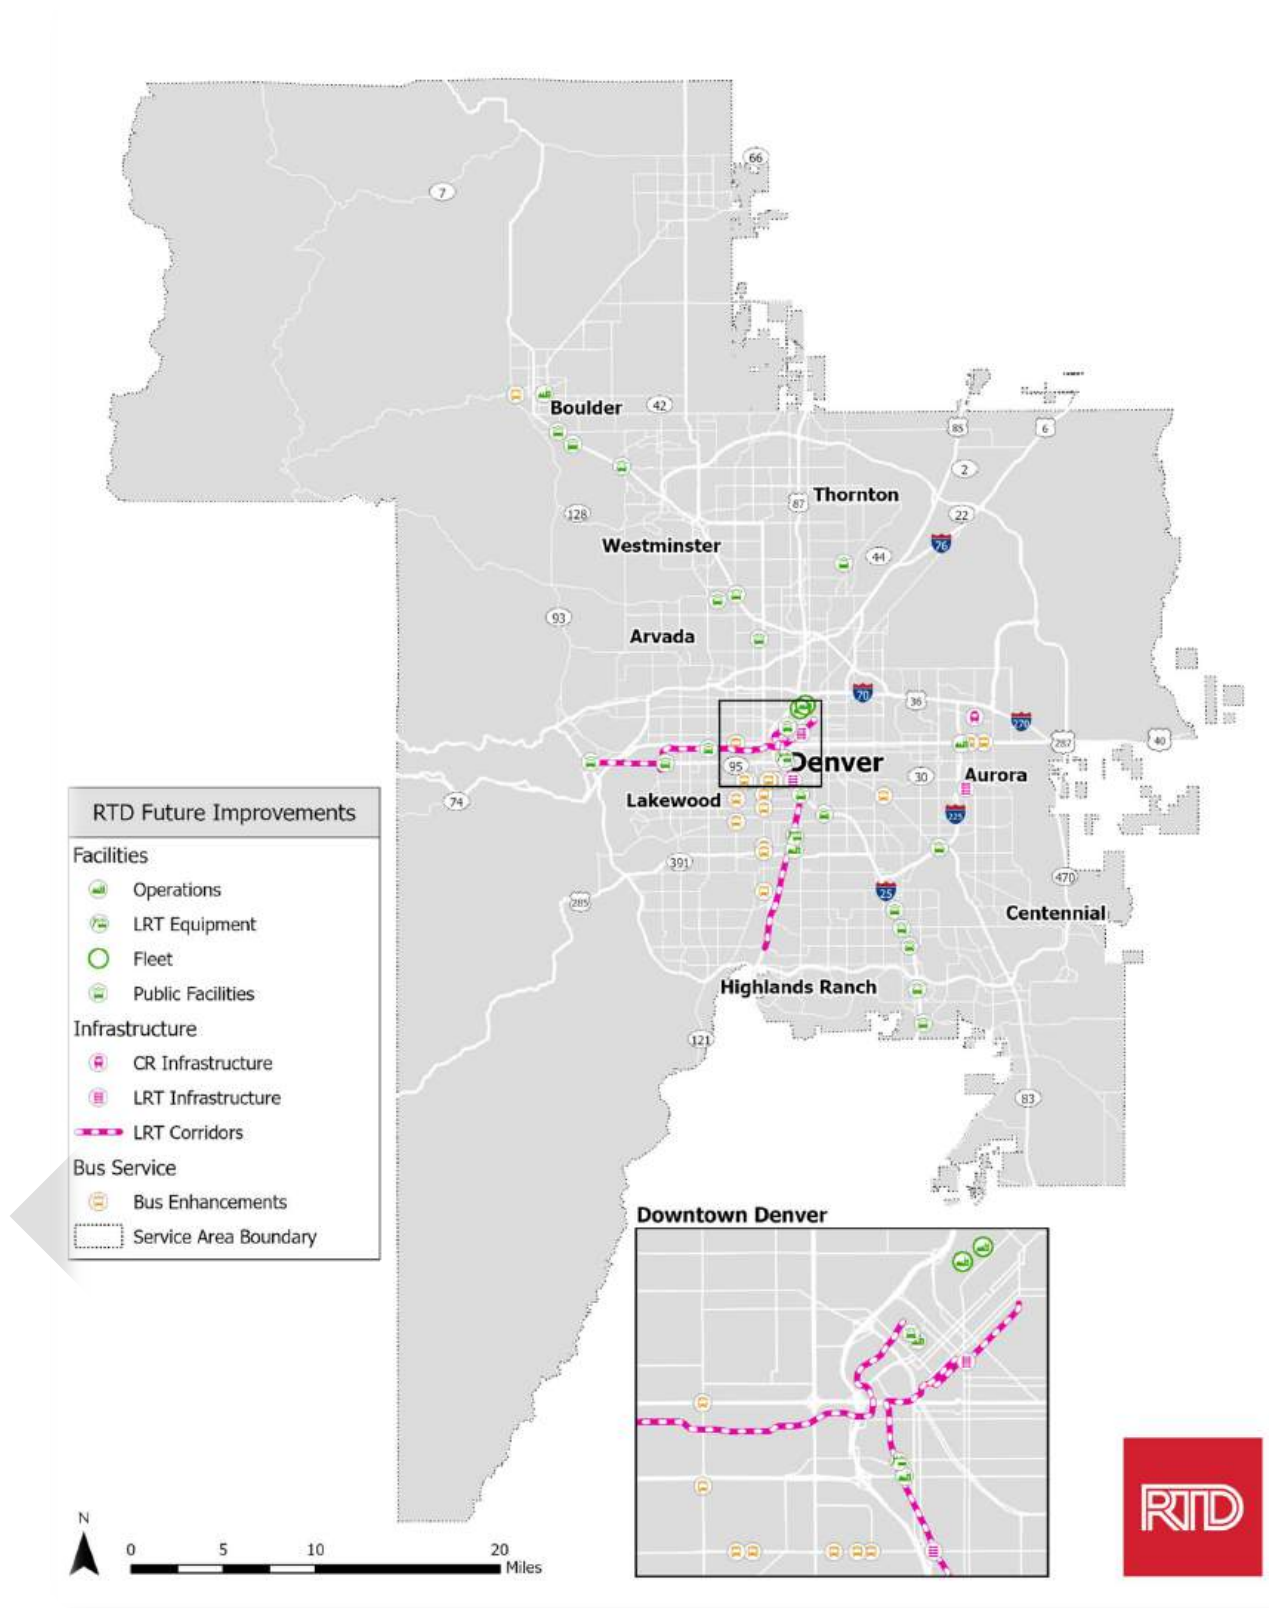 66
7
Boulder
42
85
6
2
87
Thornton
22
128
Westminster
76
44
93
Arvada
70
36
270
287
40
95
Denver
30
Aurora
74
Lakewood
225
391
470
285
25
Centennial
Highlands Ranch
121
83
RTD Future Improvements
Facilities
Operations
LRT Equipment
Fleet
Public Facilities
Infrastructure
CR Infrastructure
LRT Infrastructure
LRT Corridors
Bus Service
Bus Enhancements
Service Area Boundary
Downtown Denver
N
0 5 10 20
Miles
RTD